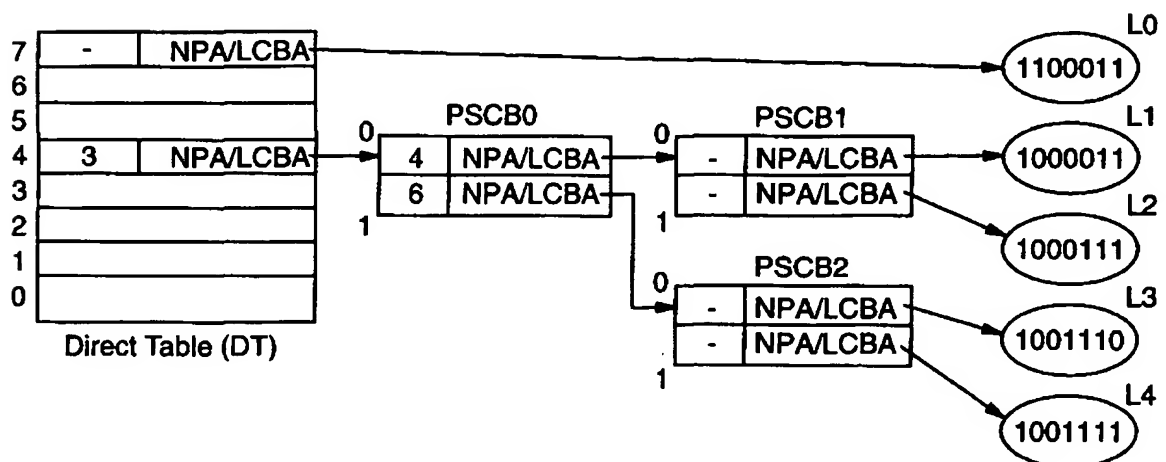 L0
7 - NPA/LCBA 1100011
6
5 PSCB0 PSCB1 L1
4 3 NPA/LCBA 0 4 NPA/LCBA 0 - NPA/LCBA 1000011
3 6 NPA/LCBA - NPA/LCBA
2 1 1 L2
1 1000111
0 PSCB2
0 - NPA/LCBA L3
Direct Table (DT) - NPA/LCBA 1001110
1 L4
1001111